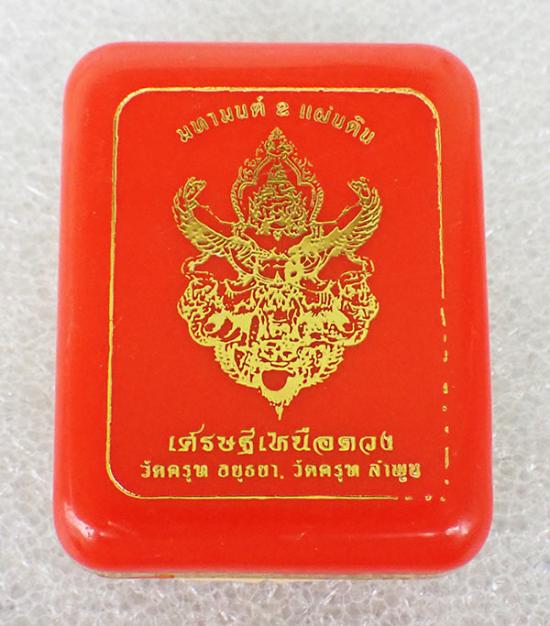 มหามนต์ ๕ แผ่นดิน
เศรษฐีเหนือดวง
วัดครุฑ อยุธยา, วัดครุฑ ลำพูน